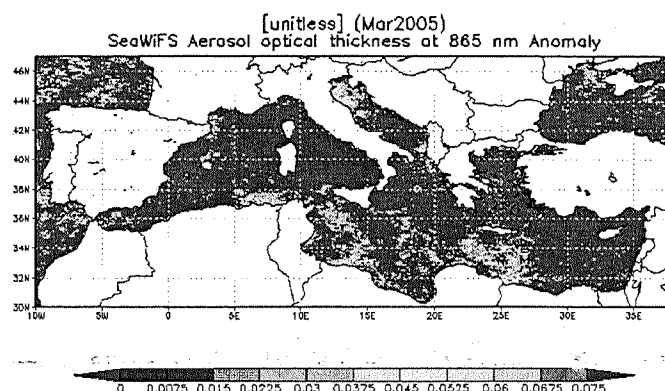 [unitless] (Mar2005)
SeaWiFS Aerosol optical thickness at 865 nm Anomaly
46N
44N
42N
40N
38N
36N
34N
32N
30N
10W 5W 0 5E 10E 15E 20E 25E 30E 35E
0 0.0075 0.015 0.0225 0.03 0.0375 0.045 0.0525 0.06 0.0675 0.075